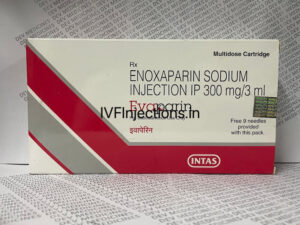 Multidose Cartridge
Rx
ENOXAPARIN SODIUM
INJECTION IP 300 mg/3 ml
IVFInjections.in
Evaparin
इवापेरिन
Free 9 needles
provided
with this pack.
INTAS